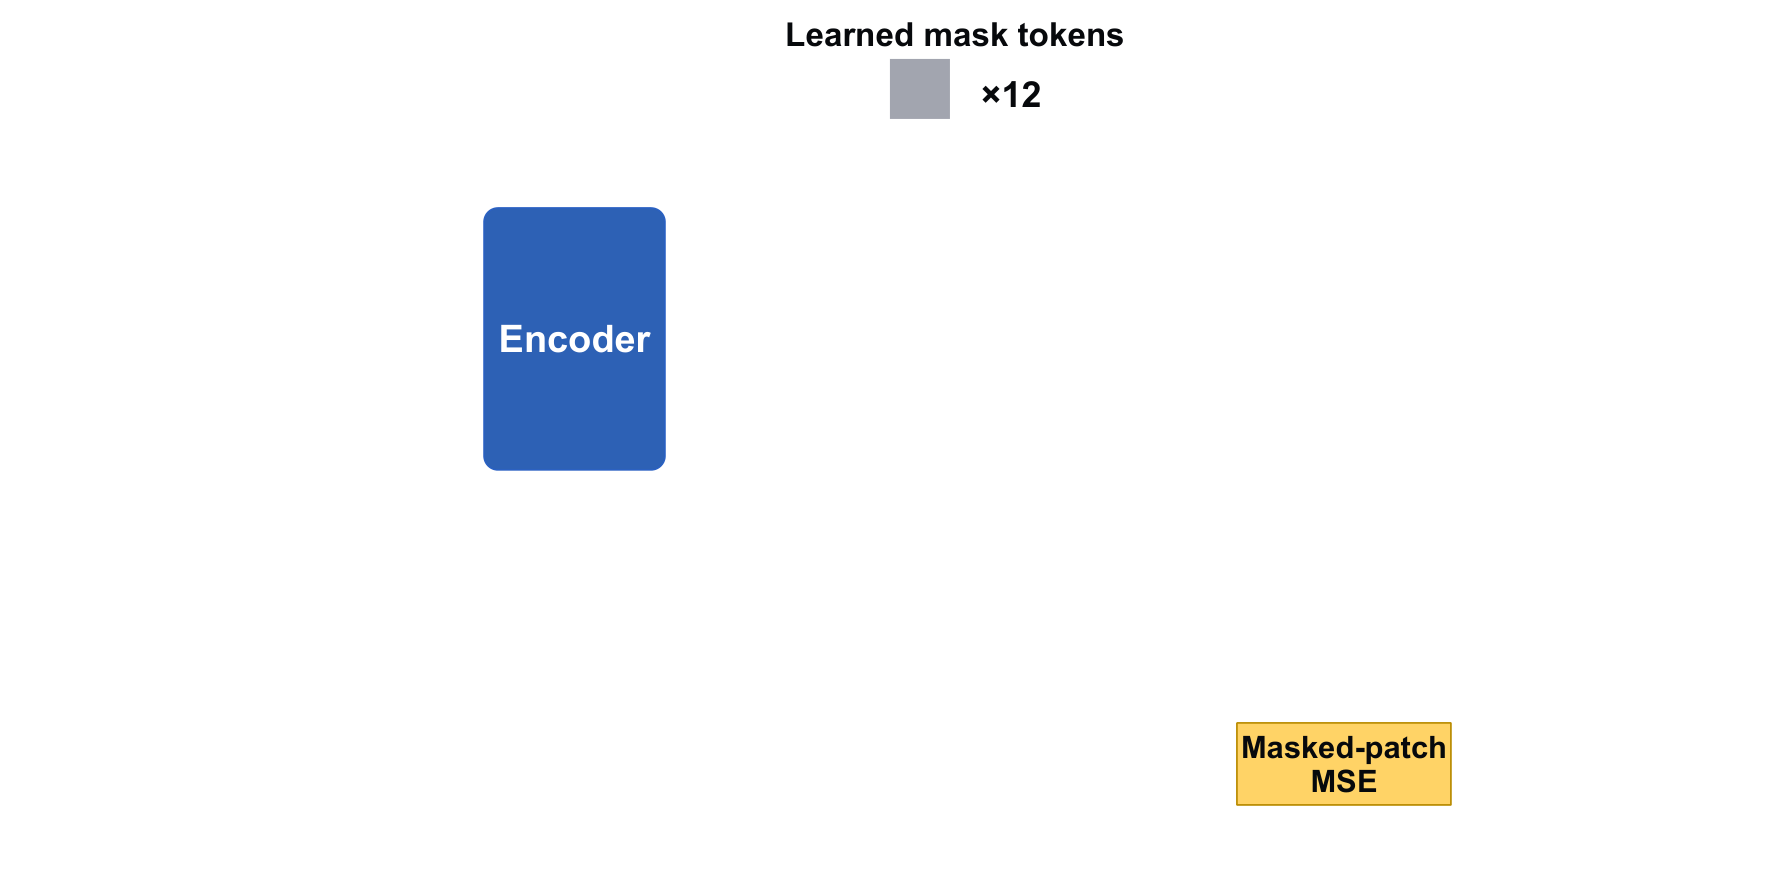 Learned mask tokens
×12
Encoder
Masked-patch
MSE